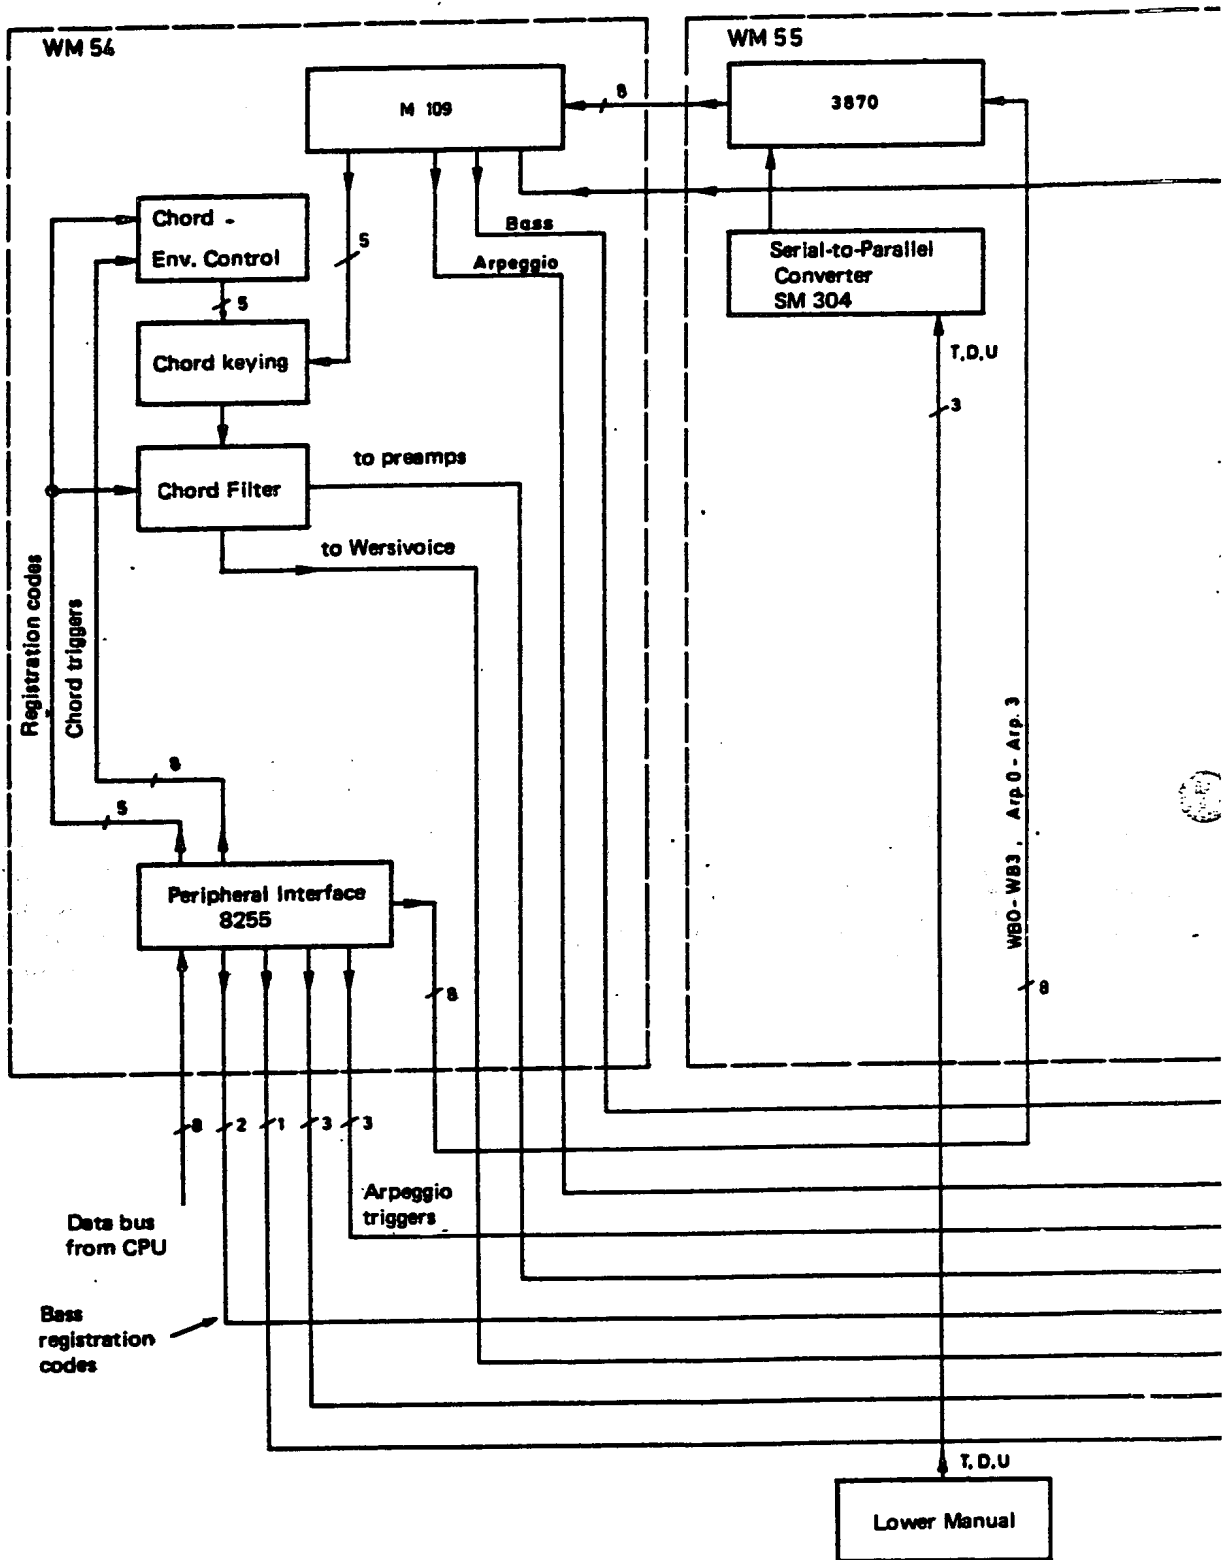 WM 54
WM 55
M 109
8
3870
Chord -
Env. Control
5
Bass
Arpeggio
5
Serial-to-Parallel
Converter
SM 304
Chord keying
T,D,U
3
Chord Filter
to preamps
to Wersivoice
Registration codes
Chord triggers
8
5
WB0-WB3, Arp.0-Arp.3
Peripheral Interface
8255
8
8
8
2
1
3
3
Arpeggio
triggers
Data bus
from CPU
Bass
registration
codes
T,D,U
Lower Manual